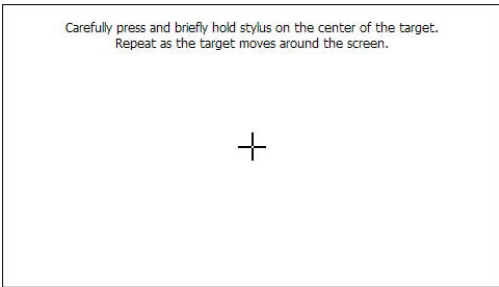 Carefully press and briefly hold stylus on the center of the target.
Repeat as the target moves around the screen.